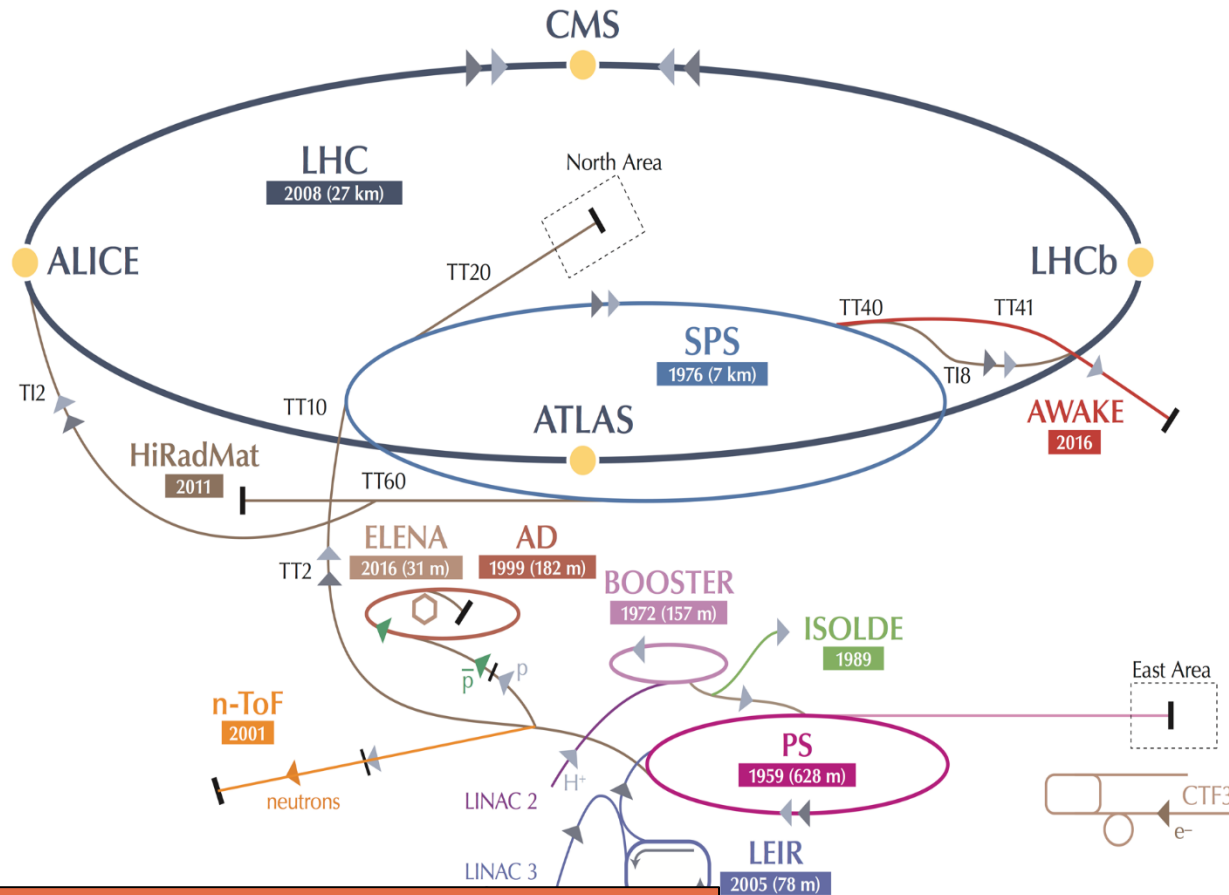 CMS
LHC
2008 (27 km)
North Area
ALICE
TT20
LHCb
TT40
TT41
SPS
1976 (7 km)
TI8
TI2
TT10
ATLAS
AWAKE
2016
HiRadMat
2011
TT60
ELENA
2016 (31 m)
AD
1999 (182 m)
TT2
BOOSTER
1972 (157 m)
ISOLDE
1989
p̅
p
East Area
n-ToF
2001
PS
1959 (628 m)
neutrons
LINAC 2
H+
CTF3
e–
LINAC 3
LEIR
2005 (78 m)